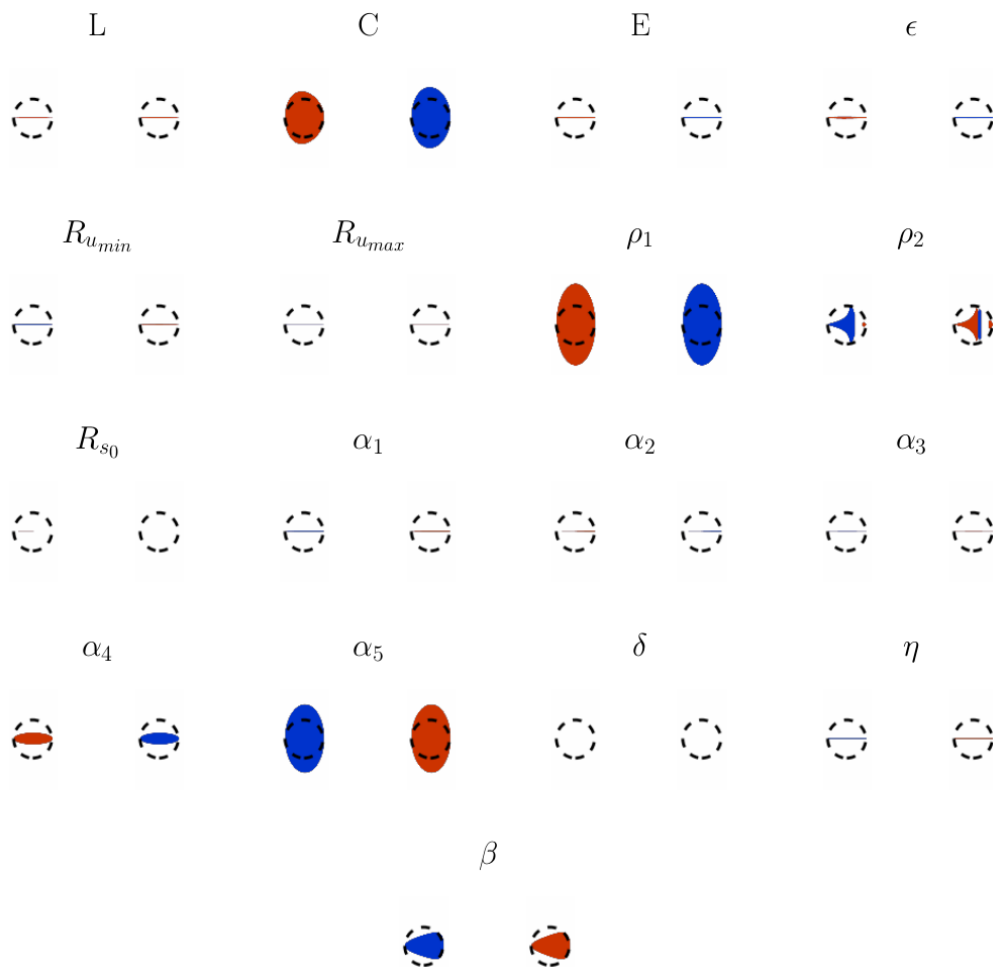 L C E ϵ
R_{u_{min}} R_{u_{max}} ρ₁ ρ₂
R_{s_0} α₁ α₂ α₃
α₄ α₅ δ η
β